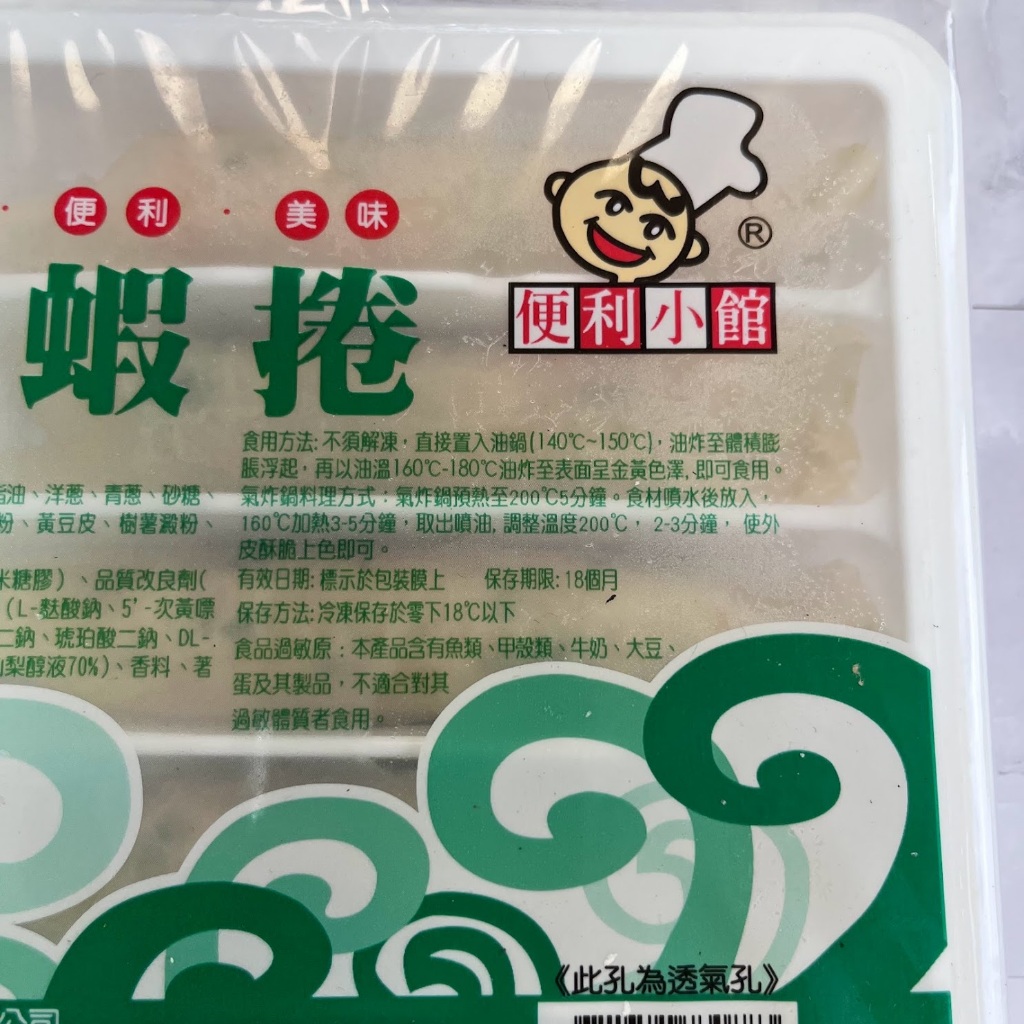 · 便利 · 美味
®
便利小館
蝦捲
食用方法: 不須解凍，直接置入油鍋(140℃~150℃)，油炸至體積膨
脹浮起，再以油溫160℃-180℃油炸至表面呈金黃色澤,即可食用。
氣炸鍋料理方式：氣炸鍋預熱至200℃5分鐘。食材噴水後放入，
160℃加熱3-5分鐘，取出噴油, 調整溫度200℃，2-3分鐘，使外
皮酥脆上色即可。
有效日期: 標示於包裝膜上 保存期限: 18個月
保存方法: 冷凍保存於零下18℃以下
食品過敏原：本產品含有魚類、甲殼類、牛奶、大豆、
蛋及其製品，不適合對其
過敏體質者食用。
油、洋蔥、青蔥、砂糖、
粉、黃豆皮、樹薯澱粉、
米糖膠）、品質改良劑(
（L-麩酸鈉、5'-次黃嘌
二鈉、琥珀酸二鈉、DL-
梨醇液70%)、香料、著
《此孔為透氣孔》
公司